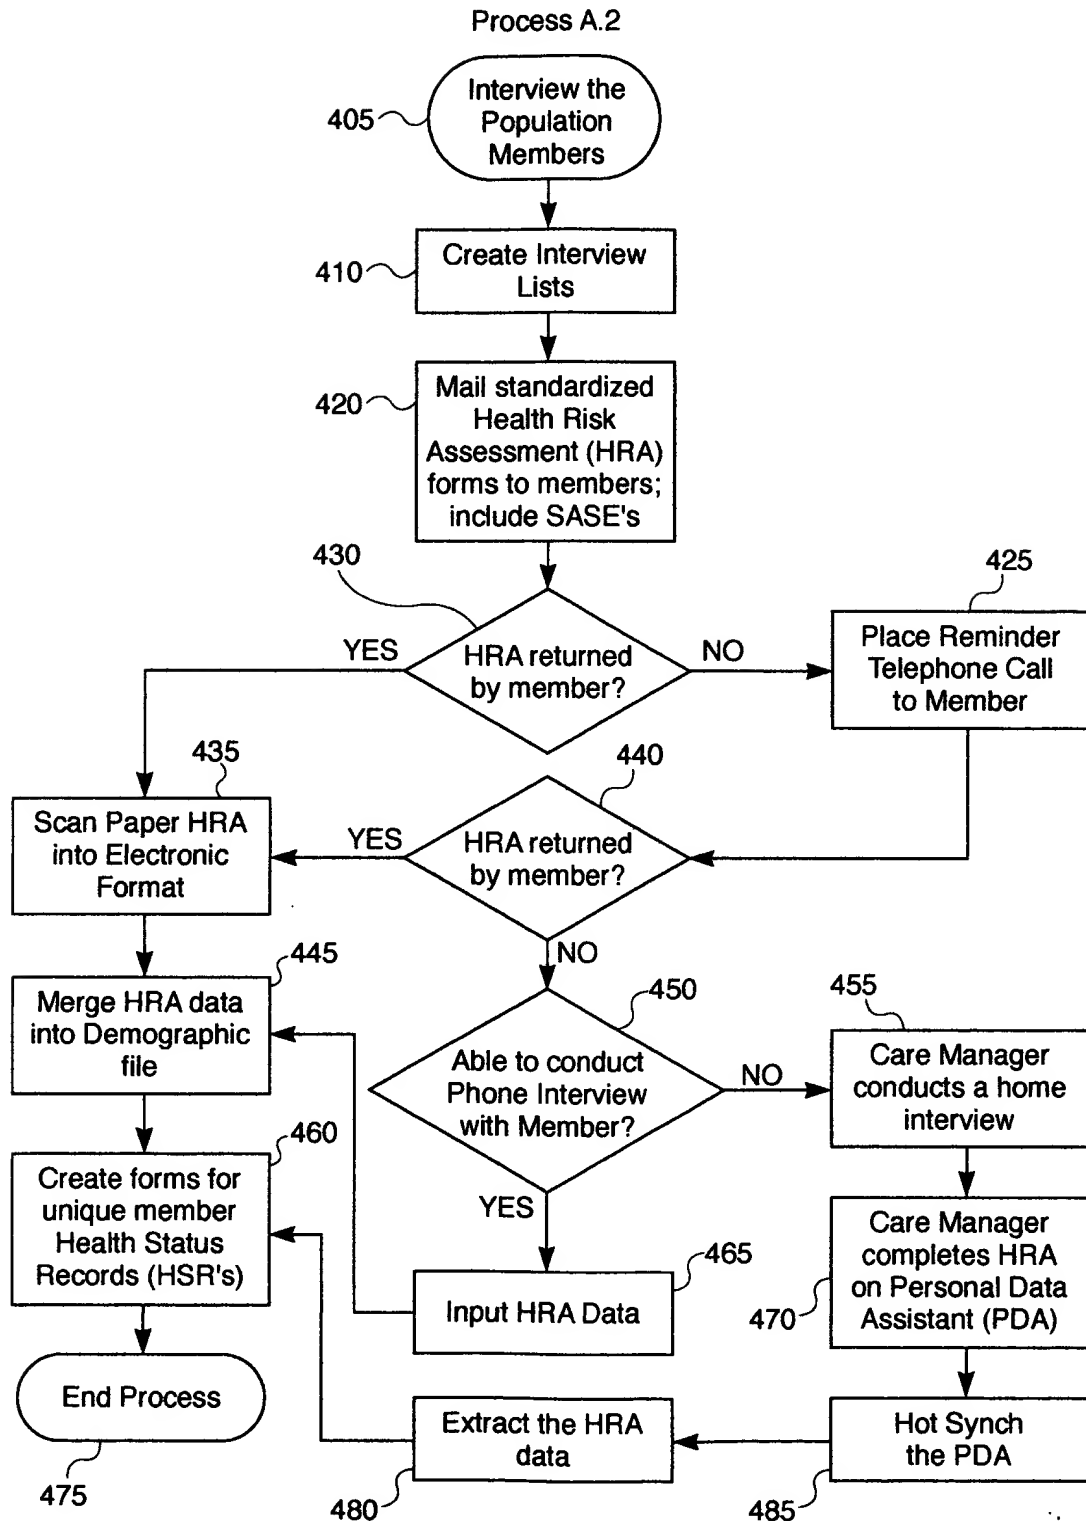 Process A.2
Interview the
Population
Members
405
Create Interview
Lists
410
Mail standardized
Health Risk
Assessment (HRA)
forms to members;
include SASE's
420
430
HRA returned
by member?
YES
NO
425
Place Reminder
Telephone Call
to Member
435
Scan Paper HRA
into Electronic
Format
440
HRA returned
by member?
YES
NO
445
Merge HRA data
into Demographic
file
450
Able to conduct
Phone Interview
with Member?
NO
YES
455
Care Manager
conducts a home
interview
460
Create forms for
unique member
Health Status
Records (HSR's)
465
Input HRA Data
Care Manager
completes HRA
on Personal Data
Assistant (PDA)
470
End Process
475
Extract the HRA
data
480
Hot Synch
the PDA
485